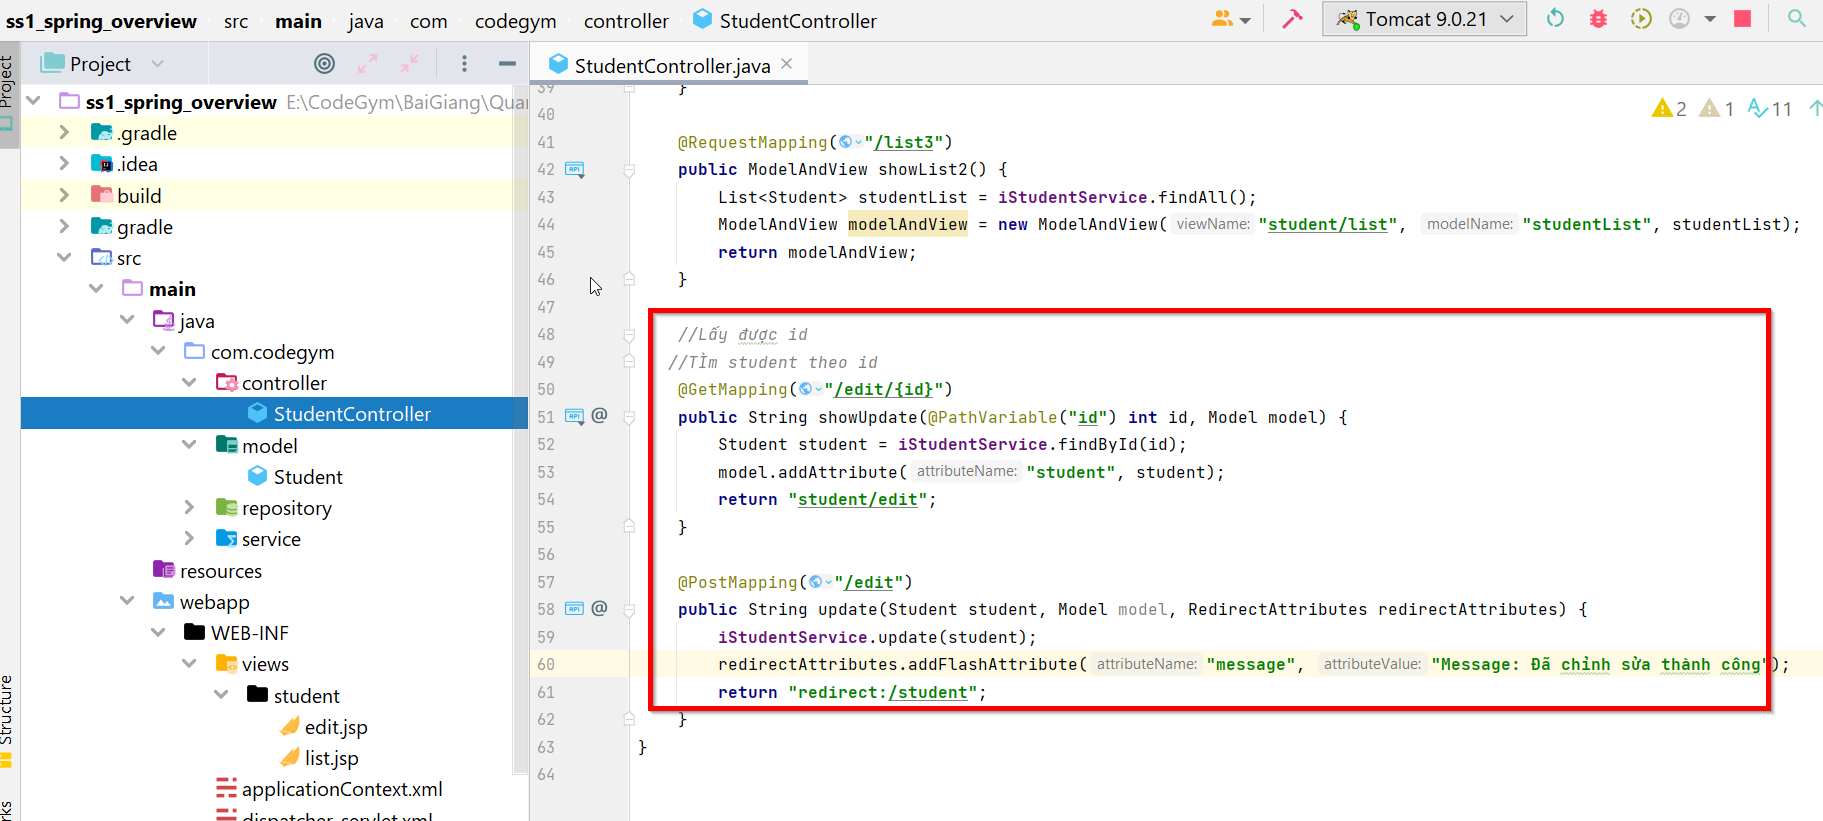 ss1_spring_overview src main java com codegym controller StudentController Tomcat 9.0.21
Project
StudentController.java
Project
ss1_spring_overview E:\CodeGym\BaiGiang\Qua
.gradle
.idea
build
gradle
src
main
java
com.codegym
controller
StudentController
model
Student
repository
service
resources
webapp
WEB-INF
views
student
edit.jsp
list.jsp
applicationContext.xml
dispatcher-servlet.xml
Structure
2 1 11
39 }
40
41 @RequestMapping("/list3")
42 public ModelAndView showList2() {
43 List<Student> studentList = iStudentService.findAll();
44 ModelAndView modelAndView = new ModelAndView( viewName: "student/list", modelName: "studentList", studentList);
45 return modelAndView;
46 }
47
48 //Lấy được id
49 //TÌm student theo id
50 @GetMapping("/edit/{id}")
51 public String showUpdate(@PathVariable("id") int id, Model model) {
52 Student student = iStudentService.findById(id);
53 model.addAttribute( attributeName: "student", student);
54 return "student/edit";
55 }
56
57 @PostMapping("/edit")
58 public String update(Student student, Model model, RedirectAttributes redirectAttributes) {
59 iStudentService.update(student);
60 redirectAttributes.addFlashAttribute( attributeName: "message", attributeValue: "Message: Đã chỉnh sửa thành công");
61 return "redirect:/student";
62 }
63 }
64